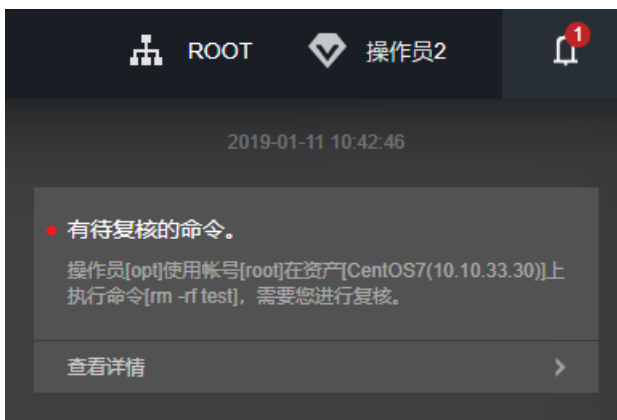 ROOT 操作员2 1
2019-01-11 10:42:46
有待复核的命令。
操作员[opt]使用帐号[root]在资产[CentOS7(10.10.33.30)]上
执行命令[rm -rf test]，需要您进行复核。
查看详情